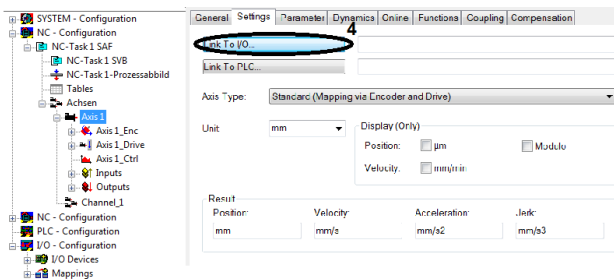 SYSTEM - Configuration
NC - Configuration
NC-Task 1 SAF
NC-Task 1 SVB
NC-Task 1-Prozessabbild
Tables
Achsen
Axis 1
Axis 1_Enc
Axis 1_Drive
Axis 1_Ctrl
Inputs
Outputs
Channel_1
NC - Configuration
PLC - Configuration
I/O - Configuration
I/O Devices
Mappings
General Settings Parameter Dynamics Online Functions Coupling Compensation
4
Link To I/O...
Link To PLC...
Axis Type: Standard (Mapping via Encoder and Drive)
Unit mm Display (Only)
Position: µm Modulo
Velocity: mm/min
Result
Position: Velocity: Acceleration: Jerk:
mm mm/s mm/s2 mm/s3